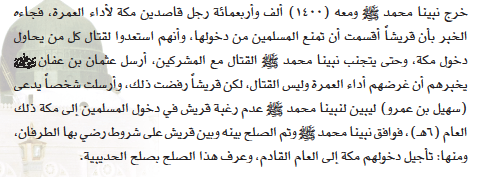 خرج نبينا محمد ﷺ ومعه (١٤٠٠) ألف وأربعمائة رجل قاصدين مكة لأداء العمرة، فجاءه
الخبر بأن قريشاً أقسمت أن تمنع المسلمين من دخولها، وأنهم استعدوا لقتال كل من يحاول
دخول مكة، وحتى يتجنب نبينا محمد ﷺ القتال مع المشركين، أرسل عثمان بن عفان
يخبرهم أن غرضهم أداء العمرة وليس القتال، لكن قريشاً رفضت ذلك، وأرسلت شخصاً يدعى
(سهيل بن عمرو) ليبين لنبينا محمد ﷺ عدم رغبة قريش في دخول المسلمين إلى مكة ذلك
العام (٦هـ)، فوافق نبينا محمد ﷺ وتم الصلح بينه وبين قريش على شروط رضي بها الطرفان،
ومنها: تأجيل دخولهم مكة إلى العام القادم، وعرف هذا الصلح بصلح الحديبية.